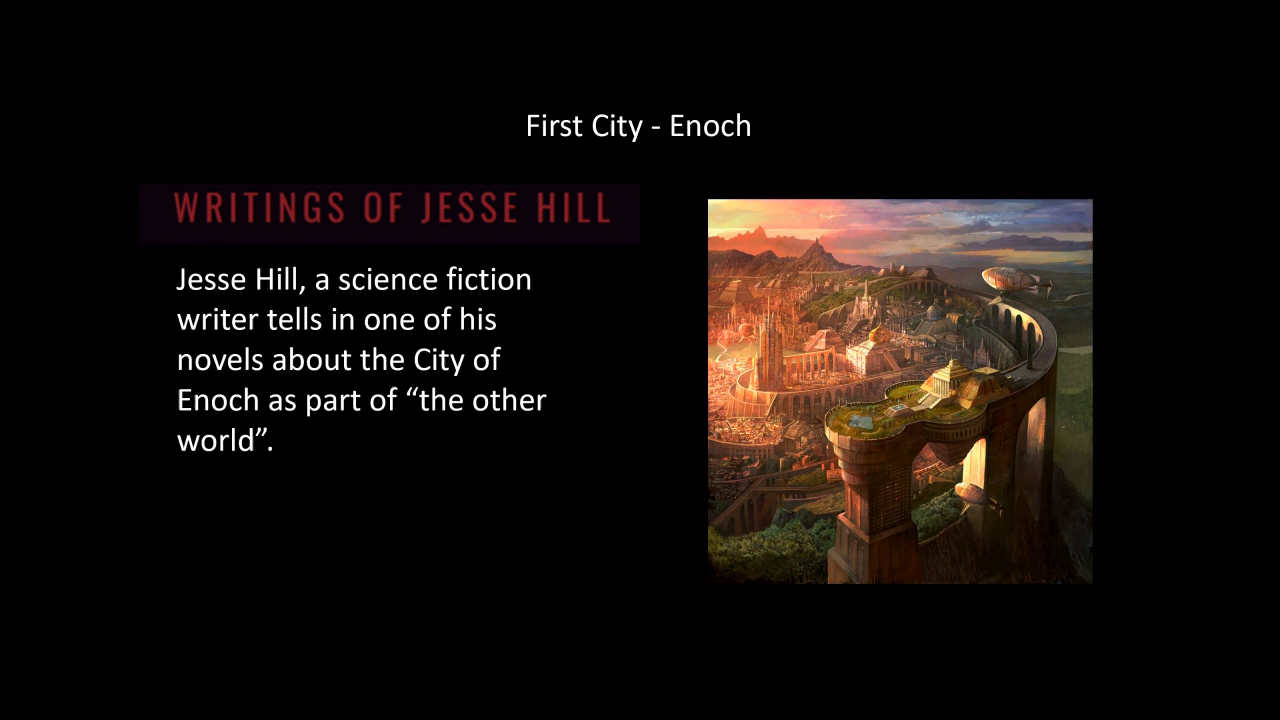 First City - Enoch
WRITINGS OF JESSE HILL
Jesse Hill, a science fiction
writer tells in one of his
novels about the City of
Enoch as part of “the other
world”.